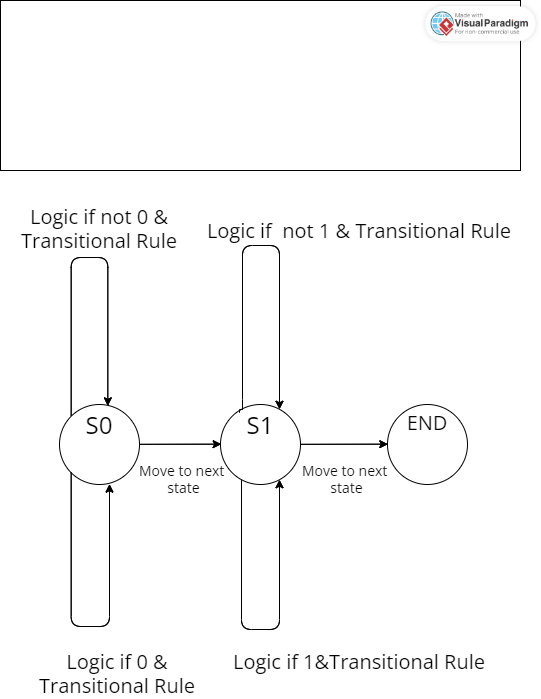 Made with
VisualParadigm
For non-commercial use
Logic if not 0 &
Transitional Rule
Logic if  not 1 & Transitional Rule
S0
S1
END
Move to next
state
Move to next
state
Logic if 0 &
Transitional Rule
Logic if 1&Transitional Rule